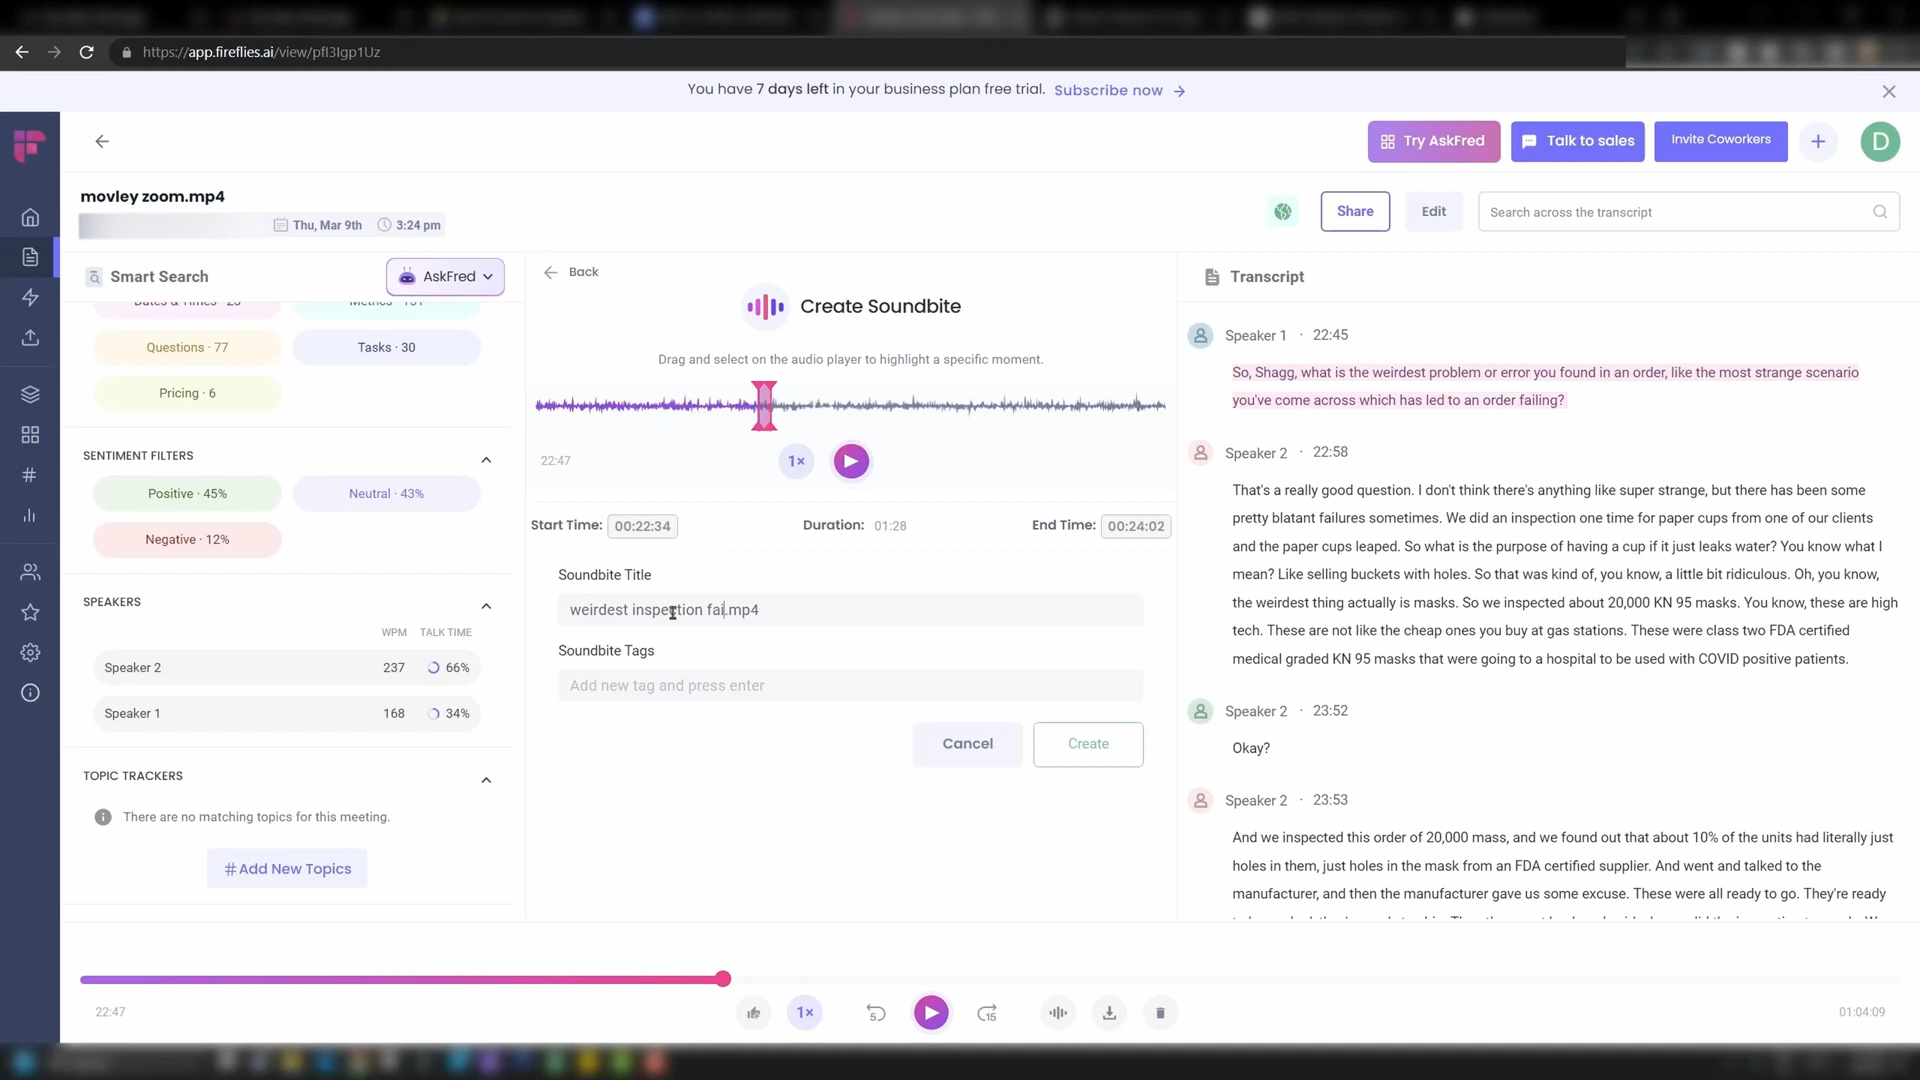 https://app.fireflies.ai/view/pfI3Igp1Uz
You have 7 days left in your business plan free trial. Subscribe now
Try AskFred
Talk to sales
Invite Coworkers
D
movley zoom.mp4
Thu, Mar 9th
3:24 pm
Share
Edit
Search across the transcript
Smart Search
AskFred
Questions · 77
Tasks · 30
Pricing · 6
SENTIMENT FILTERS
Positive · 45%
Neutral · 43%
Negative · 12%
SPEAKERS
WPM TALK TIME
Speaker 2 237 66%
Speaker 1 168 34%
TOPIC TRACKERS
There are no matching topics for this meeting.
#Add New Topics
Back
Create Soundbite
Drag and select on the audio player to highlight a specific moment.
22:47
1×
Start Time: 00:22:34
Duration: 01:28
End Time: 00:24:02
Soundbite Title
weirdest inspection fai.mp4
Soundbite Tags
Add new tag and press enter
Cancel
Create
Transcript
Speaker 1 · 22:45
So, Shagg, what is the weirdest problem or error you found in an order, like the most strange scenario
you've come across which has led to an order failing?
Speaker 2 · 22:58
That's a really good question. I don't think there's anything like super strange, but there has been some
pretty blatant failures sometimes. We did an inspection one time for paper cups from one of our clients
and the paper cups leaped. So what is the purpose of having a cup if it just leaks water? You know what I
mean? Like selling buckets with holes. So that was kind of, you know, a little bit ridiculous. Oh, you know,
the weirdest thing actually is masks. So we inspected about 20,000 KN 95 masks. You know, these are high
tech. These are not like the cheap ones you buy at gas stations. These were class two FDA certified
medical graded KN 95 masks that were going to a hospital to be used with COVID positive patients.
Speaker 2 · 23:52
Okay?
Speaker 2 · 23:53
And we inspected this order of 20,000 mass, and we found out that about 10% of the units had literally just
holes in them, just holes in the mask from an FDA certified supplier. And went and talked to the
manufacturer, and then the manufacturer gave us some excuse. These were all ready to go. They're ready
22:47
1×
5
15
01:04:09